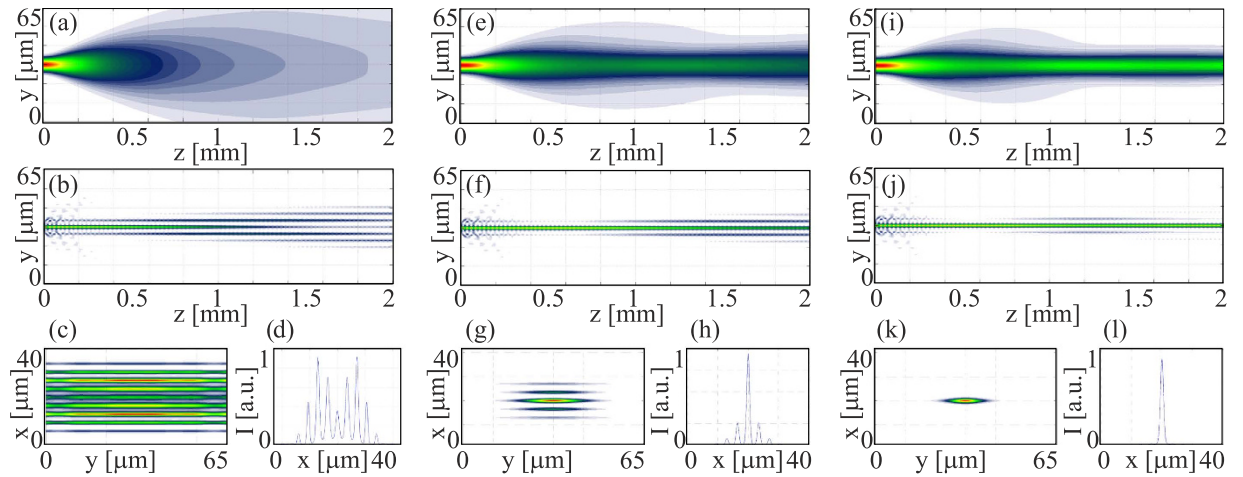 (a)
65
y [µm]
0
0 0.5 1 1.5 2
z [mm]
(e)
y [µm]
0 0.5 1 1.5 2
z [mm]
(i)
65
y [µm]
0
0 0.5 1 1.5 2
z [mm]
(b)
65
y [µm]
0
0 0.5 1 1.5 2
z [mm]
(f)
65
y [µm]
0
0 0.5 1 1.5 2
z [mm]
(j)
65
y [µm]
0
0 0.5 1 1.5 2
z [mm]
(c)
40
x [µm]
0
0 y [µm] 65
(d)
1
I [a.u.]
0
0 x [µm] 40
(g)
40
x [µm]
0
0 y [µm] 65
(h)
1
I [a.u.]
0
0 x [µm] 40
(k)
40
x [µm]
0
0 y [µm] 65
(l)
1
I [a.u.]
0
0 x [µm] 40